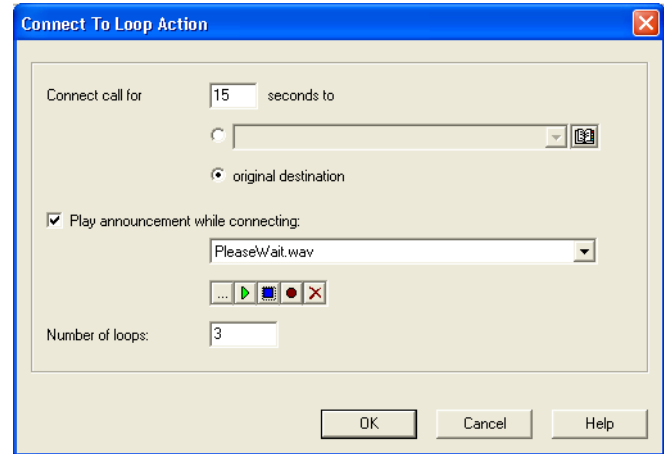 Connect To Loop Action
Connect call for 15 seconds to
original destination
Play announcement while connecting:
PleaseWait.wav
...
Number of loops: 3
OK Cancel Help